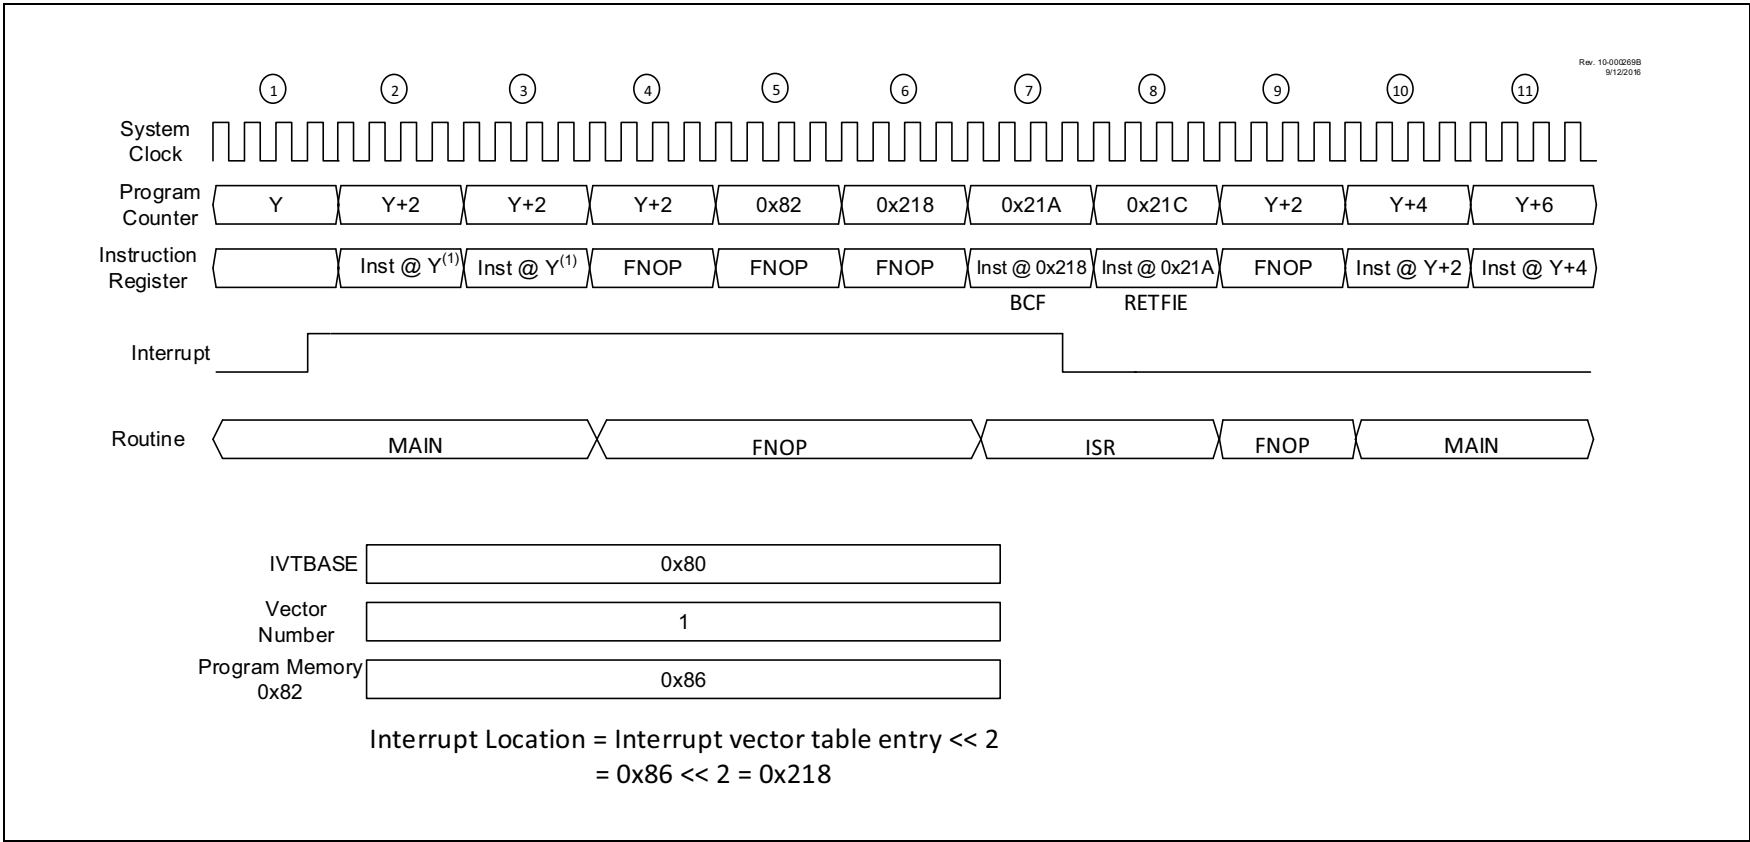 Rev. 10-000269B
9/12/2016
1 2 3 4 5 6 7 8 9 10 11
System
Clock
Program
Counter
Y Y+2 Y+2 Y+2 0x82 0x218 0x21A 0x21C Y+2 Y+4 Y+6
Instruction
Register
Inst @ Y(1) Inst @ Y(1) FNOP FNOP FNOP Inst @ 0x218 Inst @ 0x21A FNOP Inst @ Y+2 Inst @ Y+4
BCF RETFIE
Interrupt
Routine MAIN FNOP ISR FNOP MAIN
IVTBASE 0x80
Vector
Number
1
Program Memory
0x82
0x86
Interrupt Location = Interrupt vector table entry << 2
= 0x86 << 2 = 0x218